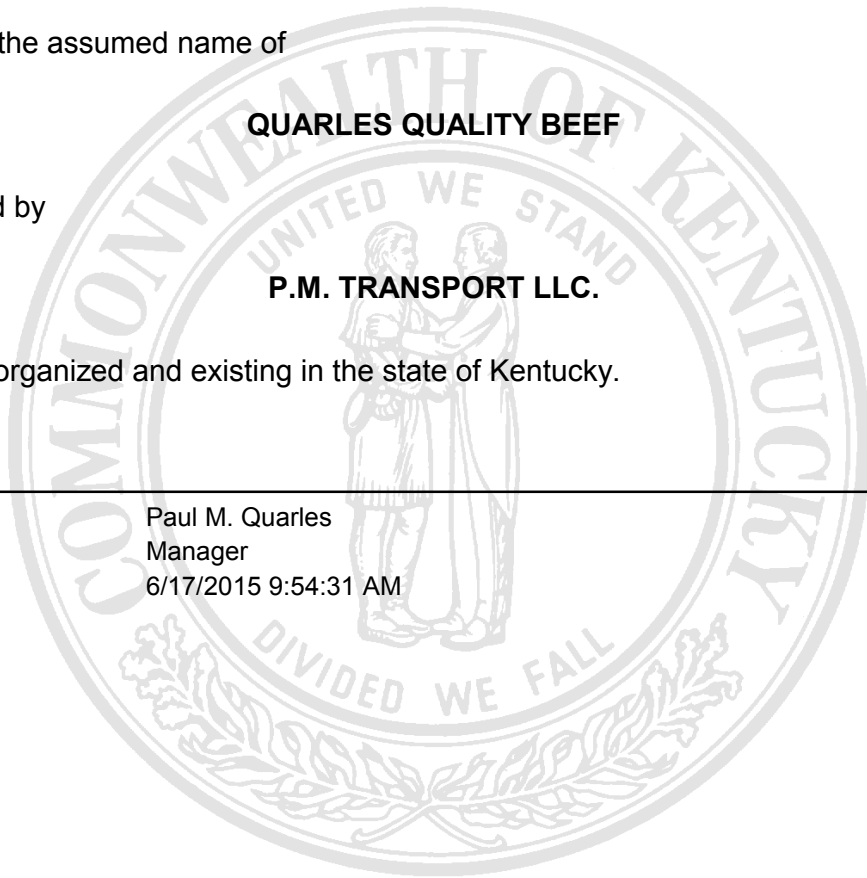 the assumed name of
QUARLES QUALITY BEEF
d by
P.M. TRANSPORT LLC.
organized and existing in the state of Kentucky.
Paul M. Quarles
Manager
6/17/2015 9:54:31 AM
COMMONWEALTH OF KENTUCKY
UNITED WE STAND
DIVIDED WE FALL